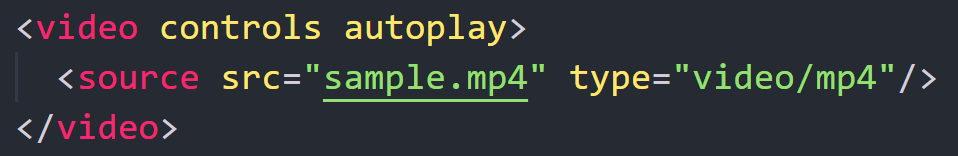 <video controls autoplay>
<source src="sample.mp4" type="video/mp4"/>
</video>